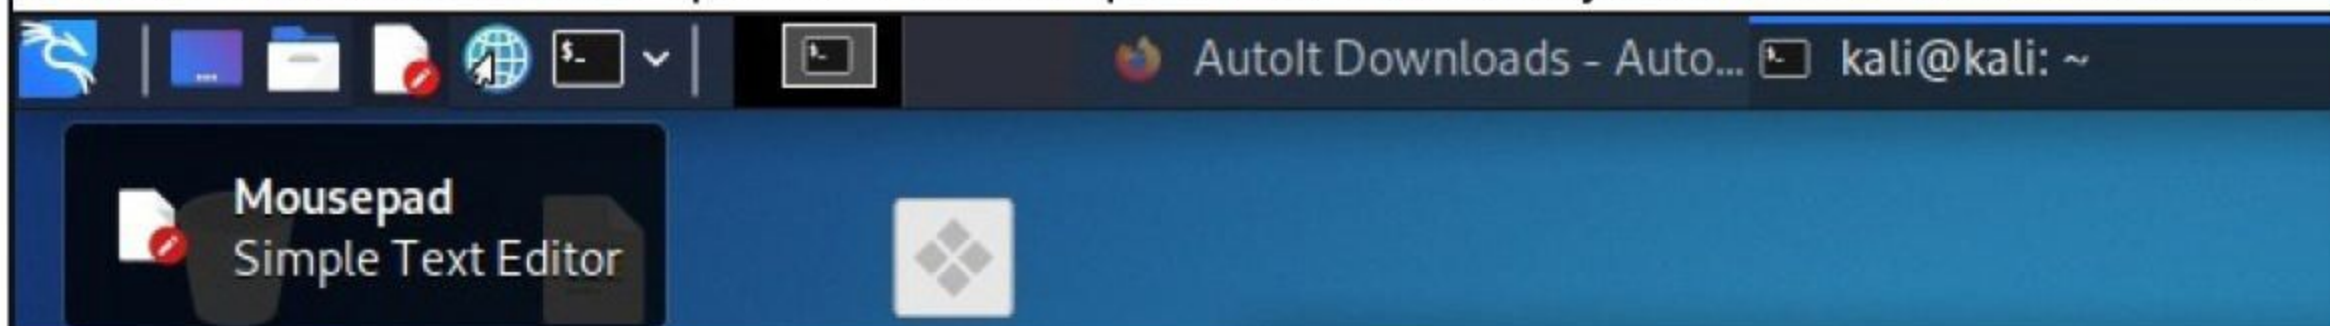 AutoIt Downloads - Auto...
kali@kali: ~
Mousepad
Simple Text Editor